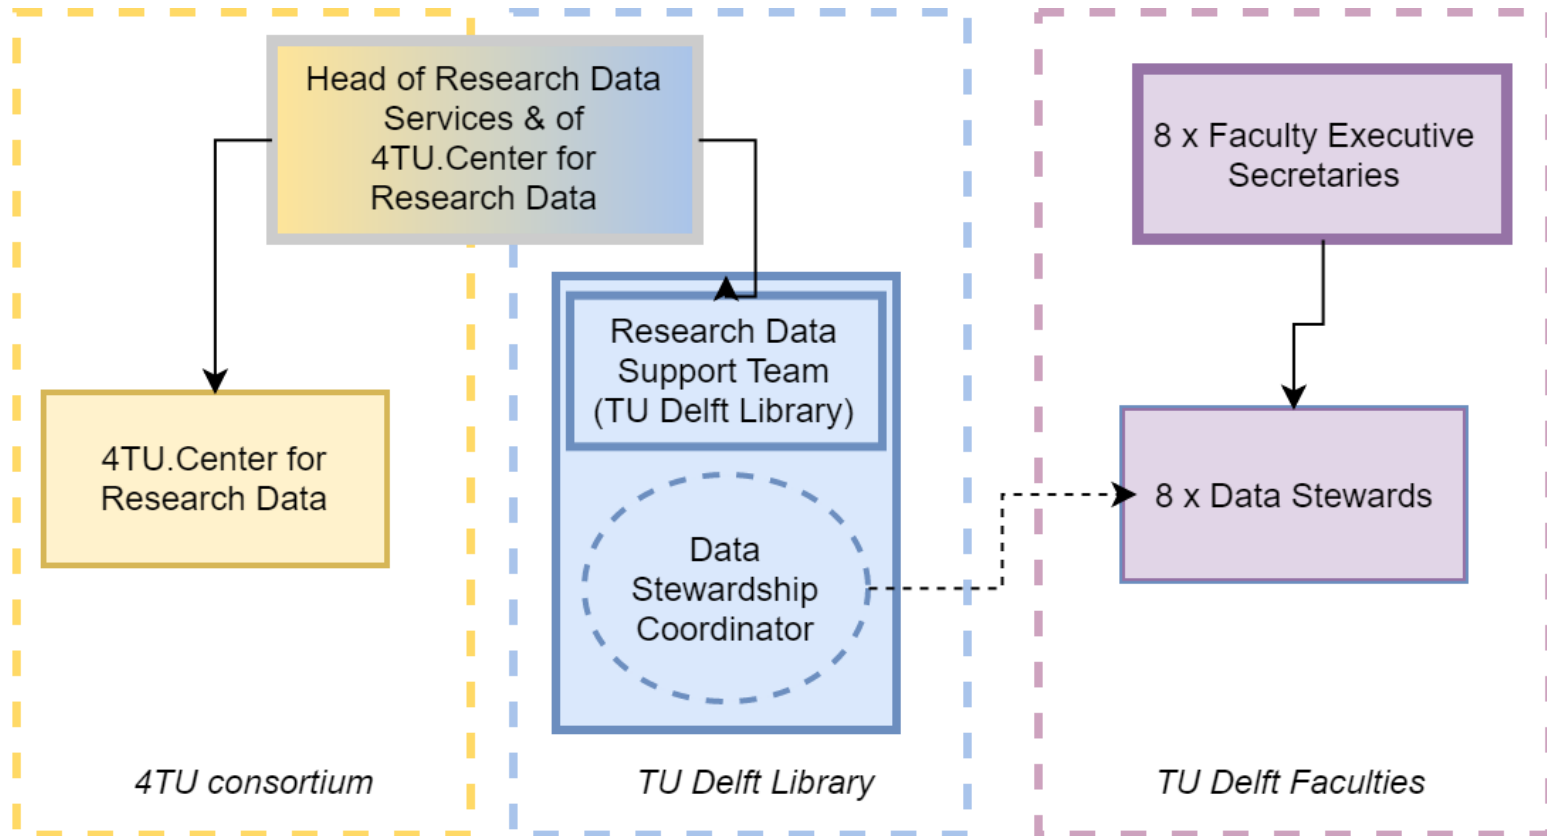 Head of Research Data
Services & of
4TU.Center for
Research Data
8 x Faculty Executive
Secretaries
Research Data
Support Team
(TU Delft Library)
4TU.Center for
Research Data
8 x Data Stewards
Data
Stewardship
Coordinator
4TU consortium
TU Delft Library
TU Delft Faculties